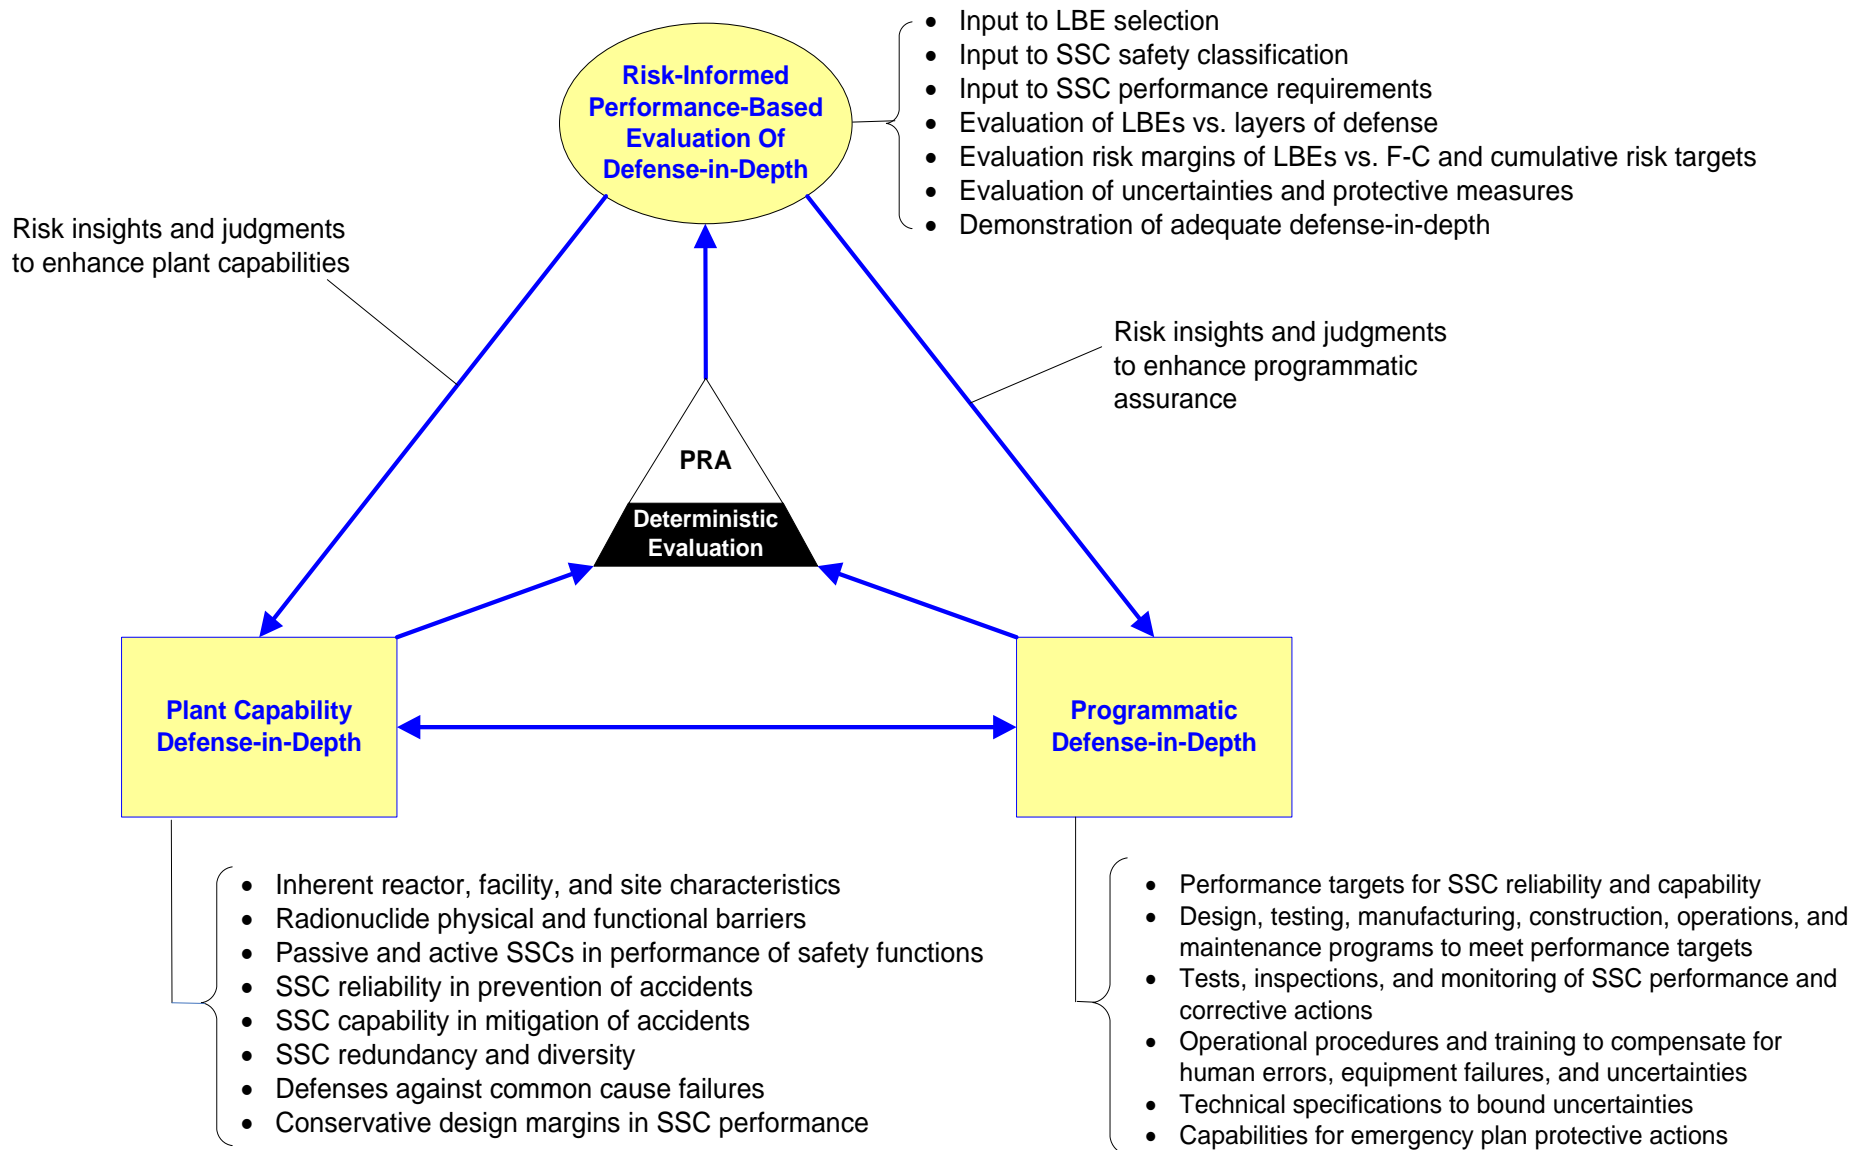 Risk-Informed
Performance-Based
Evaluation Of
Defense-in-Depth
• Input to LBE selection
• Input to SSC safety classification
• Input to SSC performance requirements
• Evaluation of LBEs vs. layers of defense
• Evaluation risk margins of LBEs vs. F-C and cumulative risk targets
• Evaluation of uncertainties and protective measures
• Demonstration of adequate defense-in-depth
Risk insights and judgments
to enhance plant capabilities
Risk insights and judgments
to enhance programmatic
assurance
PRA
Deterministic
Evaluation
Plant Capability
Defense-in-Depth
Programmatic
Defense-in-Depth
• Inherent reactor, facility, and site characteristics
• Radionuclide physical and functional barriers
• Passive and active SSCs in performance of safety functions
• SSC reliability in prevention of accidents
• SSC capability in mitigation of accidents
• SSC redundancy and diversity
• Defenses against common cause failures
• Conservative design margins in SSC performance
• Performance targets for SSC reliability and capability
• Design, testing, manufacturing, construction, operations, and
maintenance programs to meet performance targets
• Tests, inspections, and monitoring of SSC performance and
corrective actions
• Operational procedures and training to compensate for
human errors, equipment failures, and uncertainties
• Technical specifications to bound uncertainties
• Capabilities for emergency plan protective actions